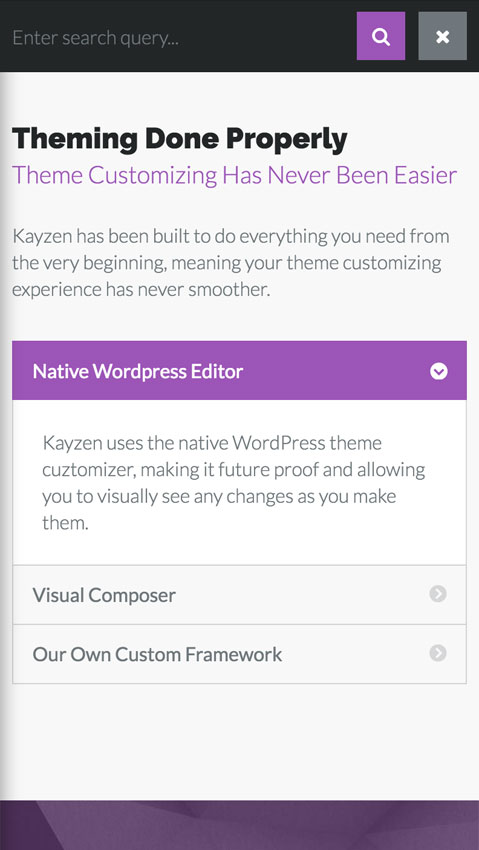 Enter search query...
Theming Done Properly
Theme Customizing Has Never Been Easier
Kayzen has been built to do everything you need from
the very beginning, meaning your theme customizing
experience has never smoother.
Native Wordpress Editor
Kayzen uses the native WordPress theme
cuztomizer, making it future proof and allowing
you to visually see any changes as you make
them.
Visual Composer
Our Own Custom Framework